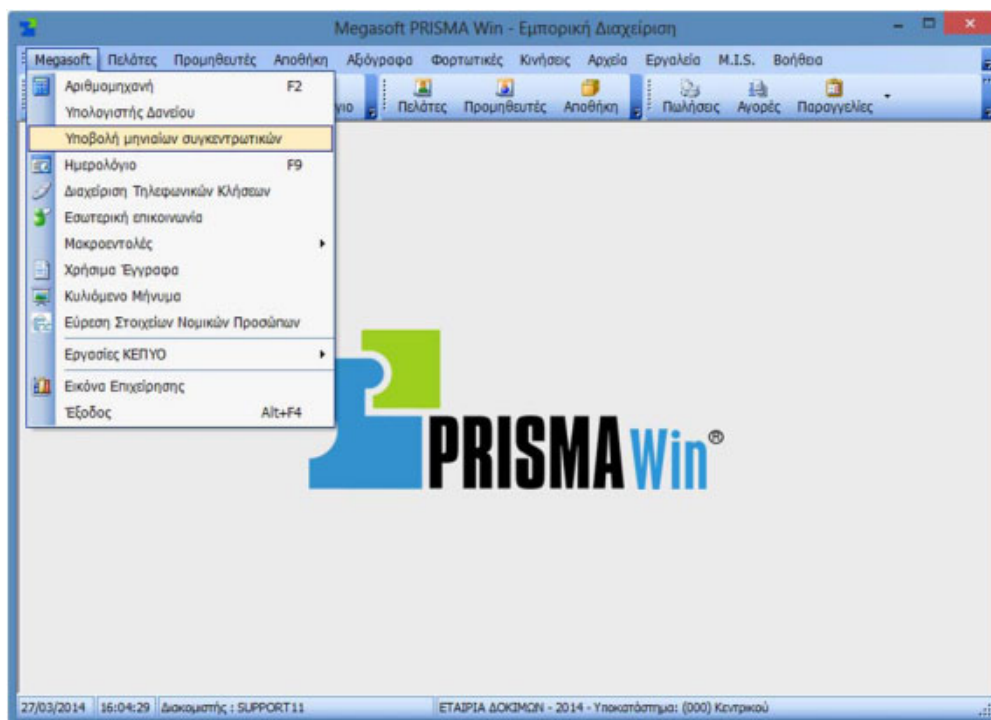 Megasoft PRISMA Win - Εμπορική Διαχείριση
Megasoft Πελάτες Προμηθευτές Αποθήκη Αξιόγραφα Φορτωτικές Κινήσεις Αρχεία Εργαλεία M.I.S. Βοήθεια
Πελάτες Προμηθευτές Αποθήκη Πωλήσεις Αγορές Παραγγελίες
Αριθμομηχανή F2
Υπολογιστής Δανείου
Υποβολή μηνιαίων συγκεντρωτικών
Ημερολόγιο F9
Διαχείριση Τηλεφωνικών Κλήσεων
Εσωτερική επικοινωνία
Μακροεντολές
Χρήσιμα Έγγραφα
Κυλιόμενο Μήνυμα
Εύρεση Στοιχείων Νομικών Προσώπων
Εργασίες ΚΕΠΥΟ
Εικόνα Επιχείρησης
Έξοδος Alt+F4
PRISMA Win®
27/03/2014 16:04:29 Διακομιστής : SUPPORT11 ΕΤΑΙΡΙΑ ΔΟΚΙΜΩΝ - 2014 - Υποκατάστημα: (000) Κεντρικού